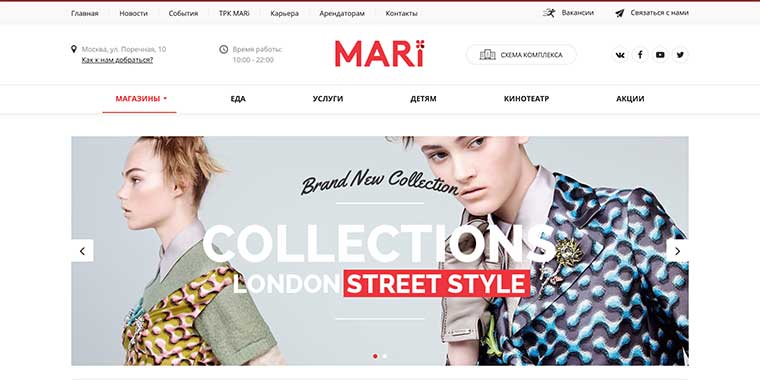 Главная Новости События ТРК MARi Карьера Арендаторам Контакты Вакансии Связаться с нами
Москва, ул. Поречная, 10
Как к нам добраться?
Время работы:
10:00 - 22:00
MARi
СХЕМА КОМПЛЕКСА
МАГАЗИНЫ ЕДА УСЛУГИ ДЕТЯМ КИНОТЕАТР АКЦИИ
Brand New Collection
COLLECTIONS
LONDON STREET STYLE